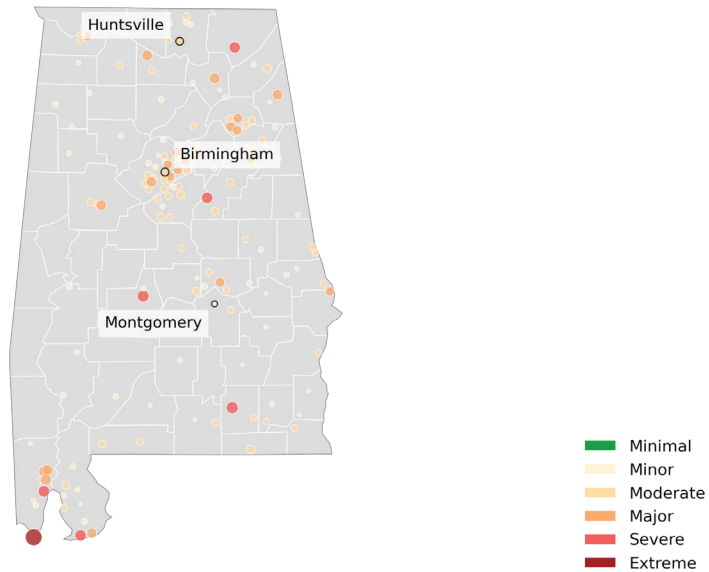 Huntsville
Birmingham
Montgomery
Minimal
Minor
Moderate
Major
Severe
Extreme